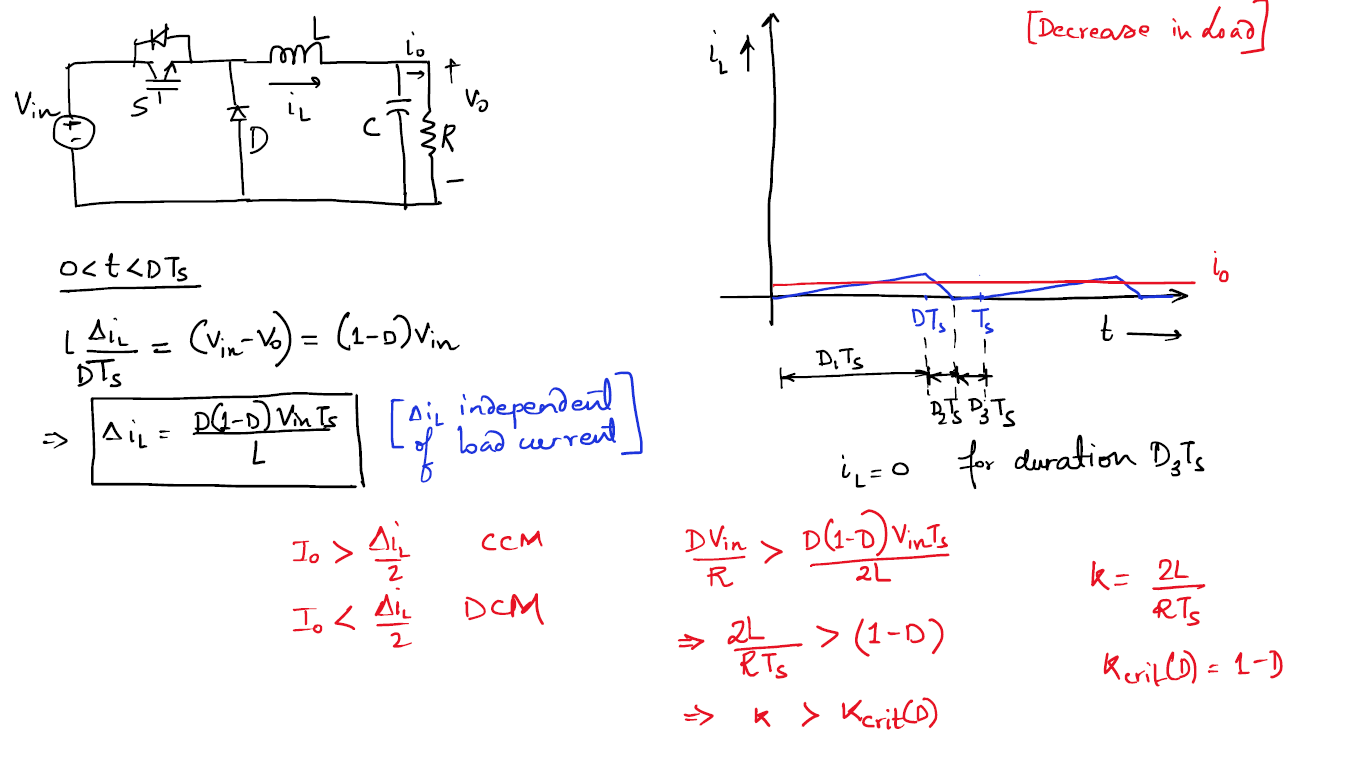 [Decrease in Load]
Vin
+
-
S
D
L
iL
io
C
R
+
Vo
-
iL ↑
io
DTs
Ts
t →
D₁Ts
D₂Ts D₃Ts
iL = 0 for duration D₃Ts
0 < t < DTs
L ΔiL/DTs = (Vin - Vo) = (1-D)Vin
⇒ ΔiL = D(1-D)VinTs/L
[ΔiL independent
of load current]
Io > ΔiL/2 CCM
Io < ΔiL/2 DCM
DVin/R > D(1-D)VinTs/2L
⇒ 2L/RTs > (1-D)
⇒ k > Kcrit(D)
k = 2L/RTs
Kcrit(D) = 1-D